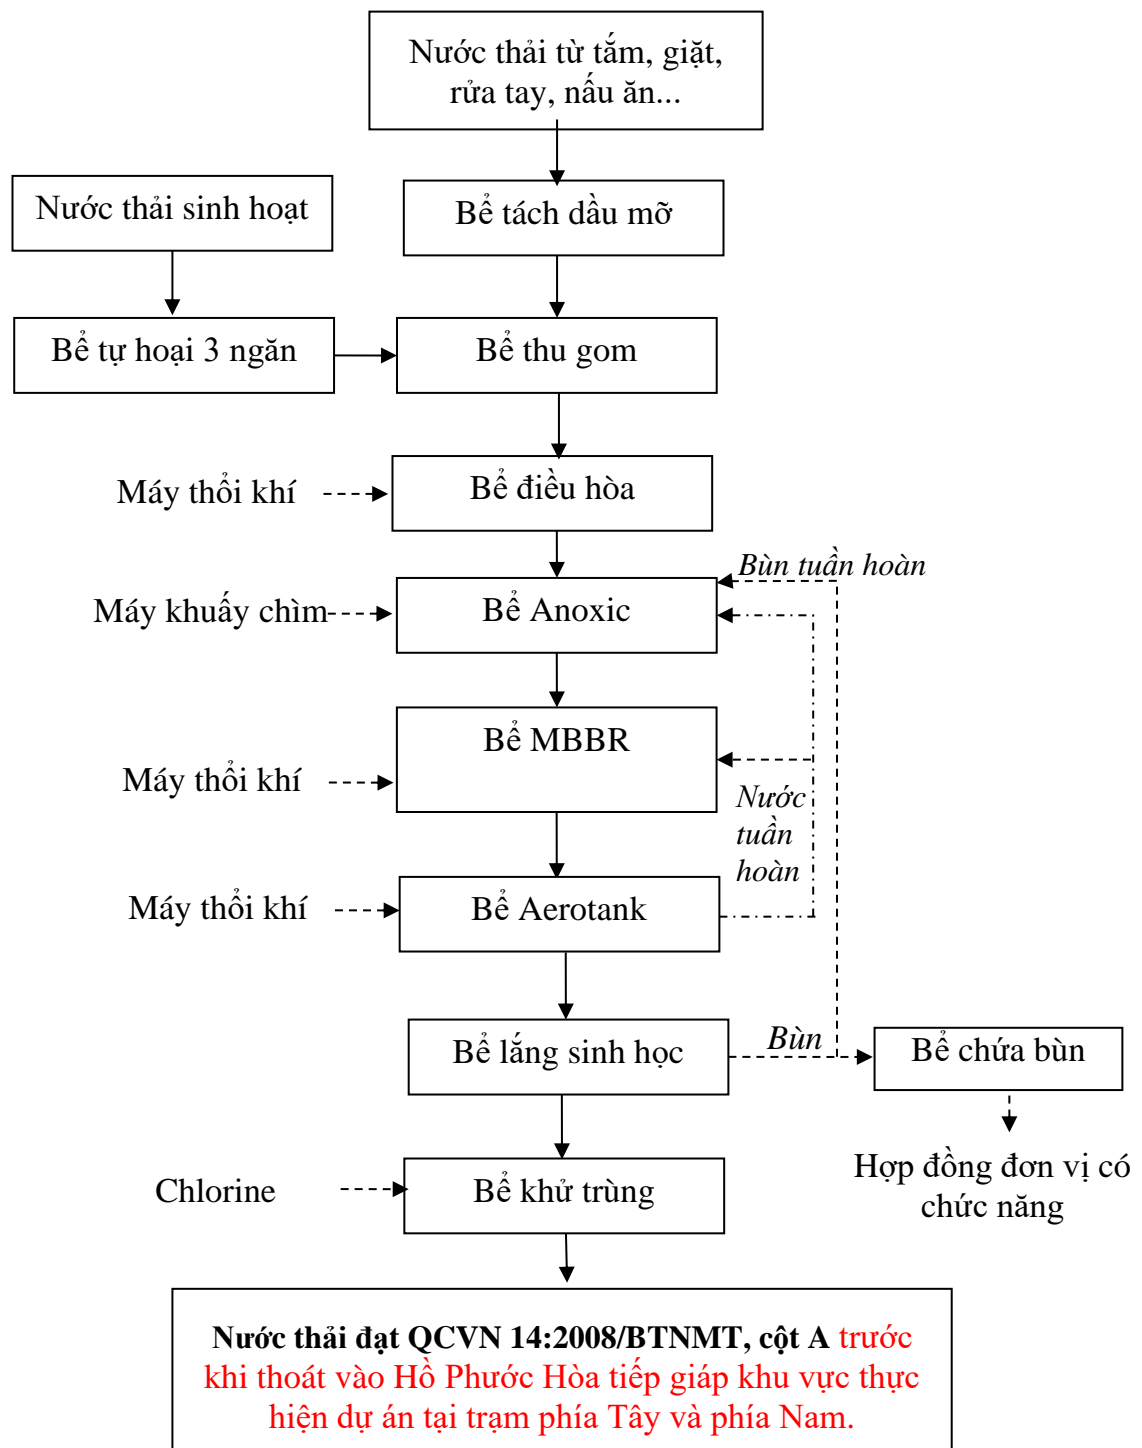 Nước thải từ tắm, giặt,
rửa tay, nấu ăn...
Nước thải sinh hoạt
Bể tách dầu mỡ
Bể tự hoại 3 ngăn
Bể thu gom
Máy thổi khí
Bể điều hòa
Bùn tuần hoàn
Máy khuấy chìm
Bể Anoxic
Bể MBBR
Máy thổi khí
Nước
tuần
hoàn
Máy thổi khí
Bể Aerotank
Bể lắng sinh học
Bùn
Bể chứa bùn
Hợp đồng đơn vị có
chức năng
Chlorine
Bể khử trùng
Nước thải đạt QCVN 14:2008/BTNMT, cột A trước
khi thoát vào Hồ Phước Hòa tiếp giáp khu vực thực
hiện dự án tại trạm phía Tây và phía Nam.